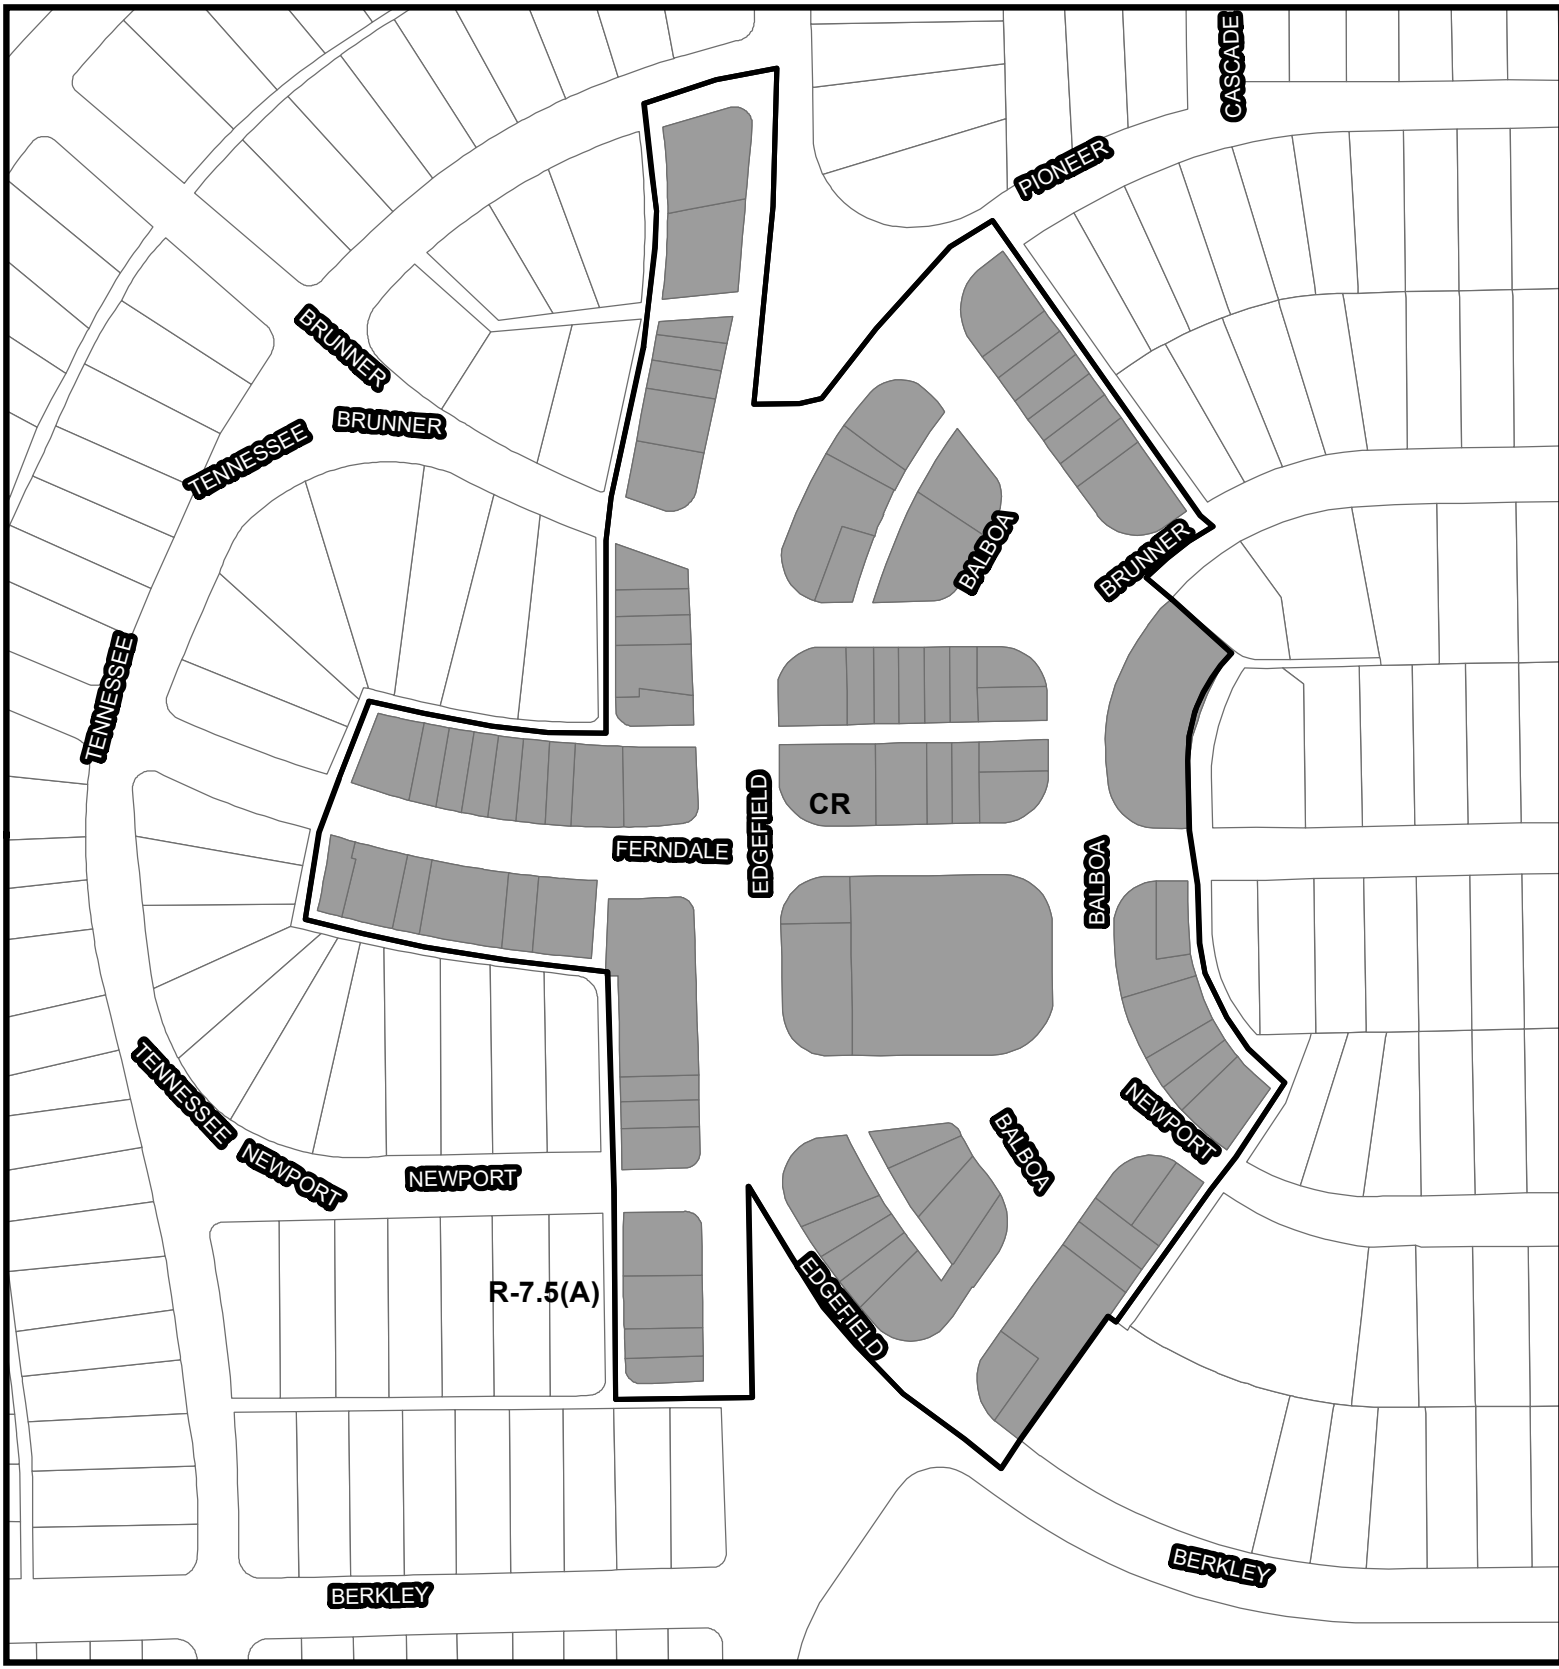 CASCADE
PIONEER
BRUNNER
BRUNNER
TENNESSEE
BALBOA
BRUNNER
TENNESSEE
EDGEFIELD
CR
FERNDALE
BALBOA
TENNESSEE
NEWPORT
NEWPORT
BALBOA
NEWPORT
R-7.5(A)
EDGEFIELD
BERKLEY
BERKLEY